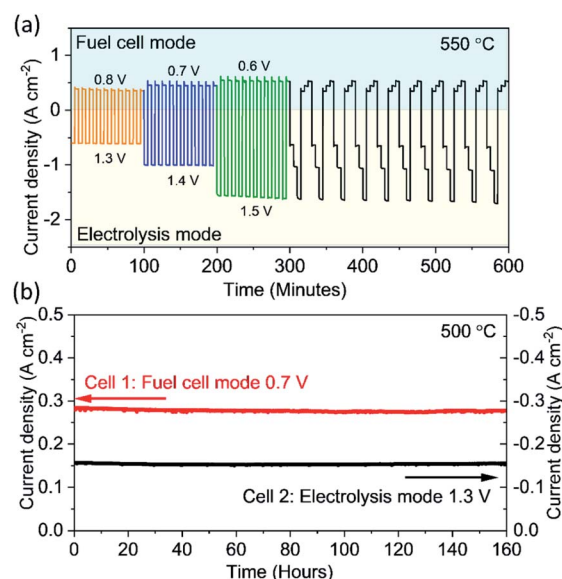 (a)
Fuel cell mode
550 °C
0.8 V
0.7 V
0.6 V
1.3 V
1.4 V
1.5 V
Electrolysis mode
1
0
-1
-2
Current density (A cm⁻²)
0 100 200 300 400 500 600
Time (Minutes)
(b)
500 °C
Cell 1: Fuel cell mode 0.7 V
Cell 2: Electrolysis mode 1.3 V
0.5
0.4
0.3
0.2
0.1
0.0
Current density (A cm⁻²)
-0.5
-0.4
-0.3
-0.2
-0.1
0.0
Current density (A cm⁻²)
0 20 40 60 80 100 120 140 160
Time (Hours)